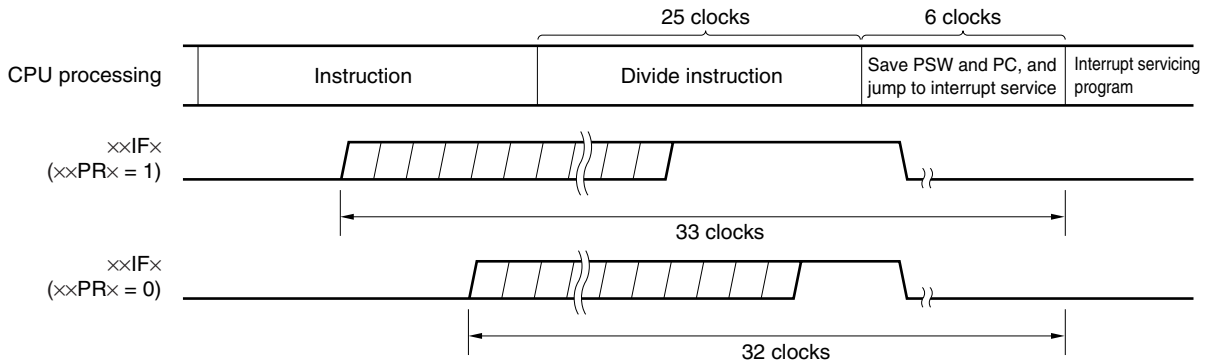 25 clocks
6 clocks
CPU processing
Instruction
Divide instruction
Save PSW and PC, and
jump to interrupt service
Interrupt servicing
program
××IF×
(××PR× = 1)
33 clocks
××IF×
(××PR× = 0)
32 clocks